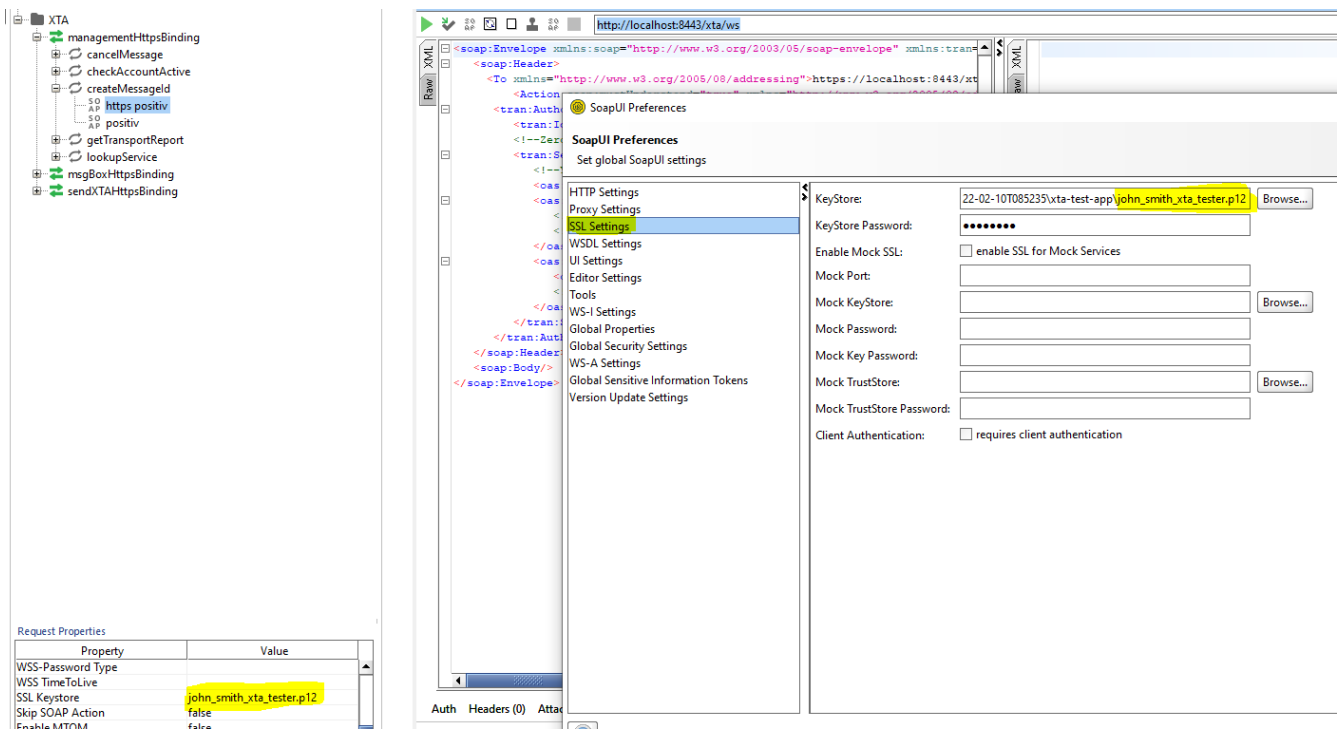 XTA
managementHttpsBinding
cancelMessage
checkAccountActive
createMessageId
SO AP https positiv
SO AP positiv
getTransportReport
lookupService
msgBoxHttpsBinding
sendXTAHttpsBinding
Request Properties
Property Value
WSS-Password Type
WSS TimeToLive
SSL Keystore john_smith_xta_tester.p12
Skip SOAP Action false
Enable MTOM false
http://localhost:8443/xta/ws
XML
Raw
<soap:Envelope xmlns:soap="http://www.w3.org/2003/05/soap-envelope" xmlns:tran=
<soap:Header>
<To xmlns="http://www.w3.org/2005/08/addressing">https://localhost:8443/xt
<Action
<tran:Auth
<tran:Id
<!--Zer
<tran:Se
<!--
<oas
<oas
<
<
</oa
<oas
<
<
</oa
</tran:
</tran:Aut
</soap:Header
<soap:Body/>
</soap:Envelope>
XML
Auth Headers (0) Attac
SoapUI Preferences
SoapUI Preferences
Set global SoapUI settings
HTTP Settings
Proxy Settings
SSL Settings
WSDL Settings
UI Settings
Editor Settings
Tools
WS-I Settings
Global Properties
Global Security Settings
WS-A Settings
Global Sensitive Information Tokens
Version Update Settings
KeyStore: 22-02-10T085235\xta-test-app\john_smith_xta_tester.p12 Browse...
KeyStore Password: ••••••••
Enable Mock SSL: enable SSL for Mock Services
Mock Port:
Mock KeyStore: Browse...
Mock Password:
Mock Key Password:
Mock TrustStore: Browse...
Mock TrustStore Password:
Client Authentication: requires client authentication